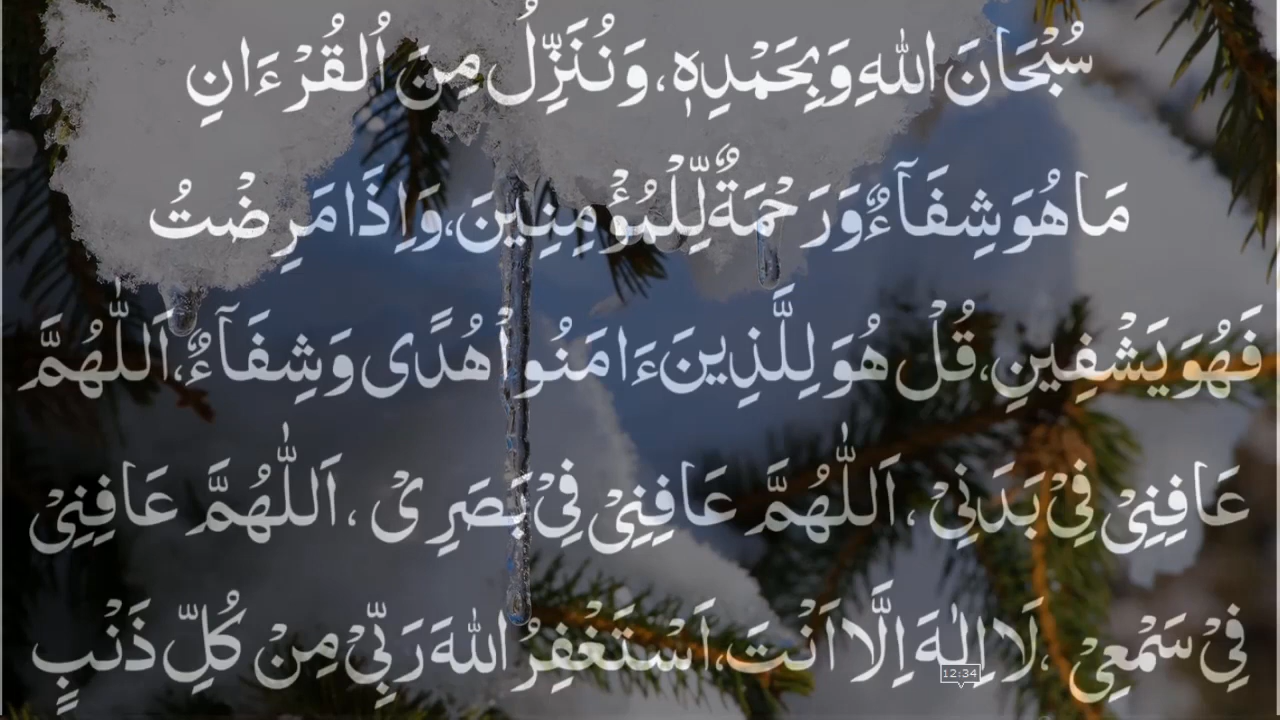 سُبْحَانَ اللهِ وَبِحَمْدِهٖ، وَنُنَزِّلُ مِنَ الْقُرْءَانِ
مَا هُوَ شِفَآءٌ وَرَحْمَةٌ لِّلْمُؤْمِنِينَ، وَاِذَا مَرِضْتُ
فَهُوَ يَشْفِينِ، قُلْ هُوَ لِلَّذِينَ ءَامَنُواْ هُدًى وَشِفَآءٌ، اَللّٰهُمَّ
عَافِنِيْ فِيْ بَدَنِيْ، اَللّٰهُمَّ عَافِنِيْ فِيْ بَصَرِىْ، اَللّٰهُمَّ عَافِنِيْ
فِيْ سَمْعِيْ، لَا اِلٰهَ اِلَّا اَنْتَ، اَسْتَغْفِرُ اللهَ رَبِّيْ مِنْ كُلِّ ذَنْبٍ
12:34